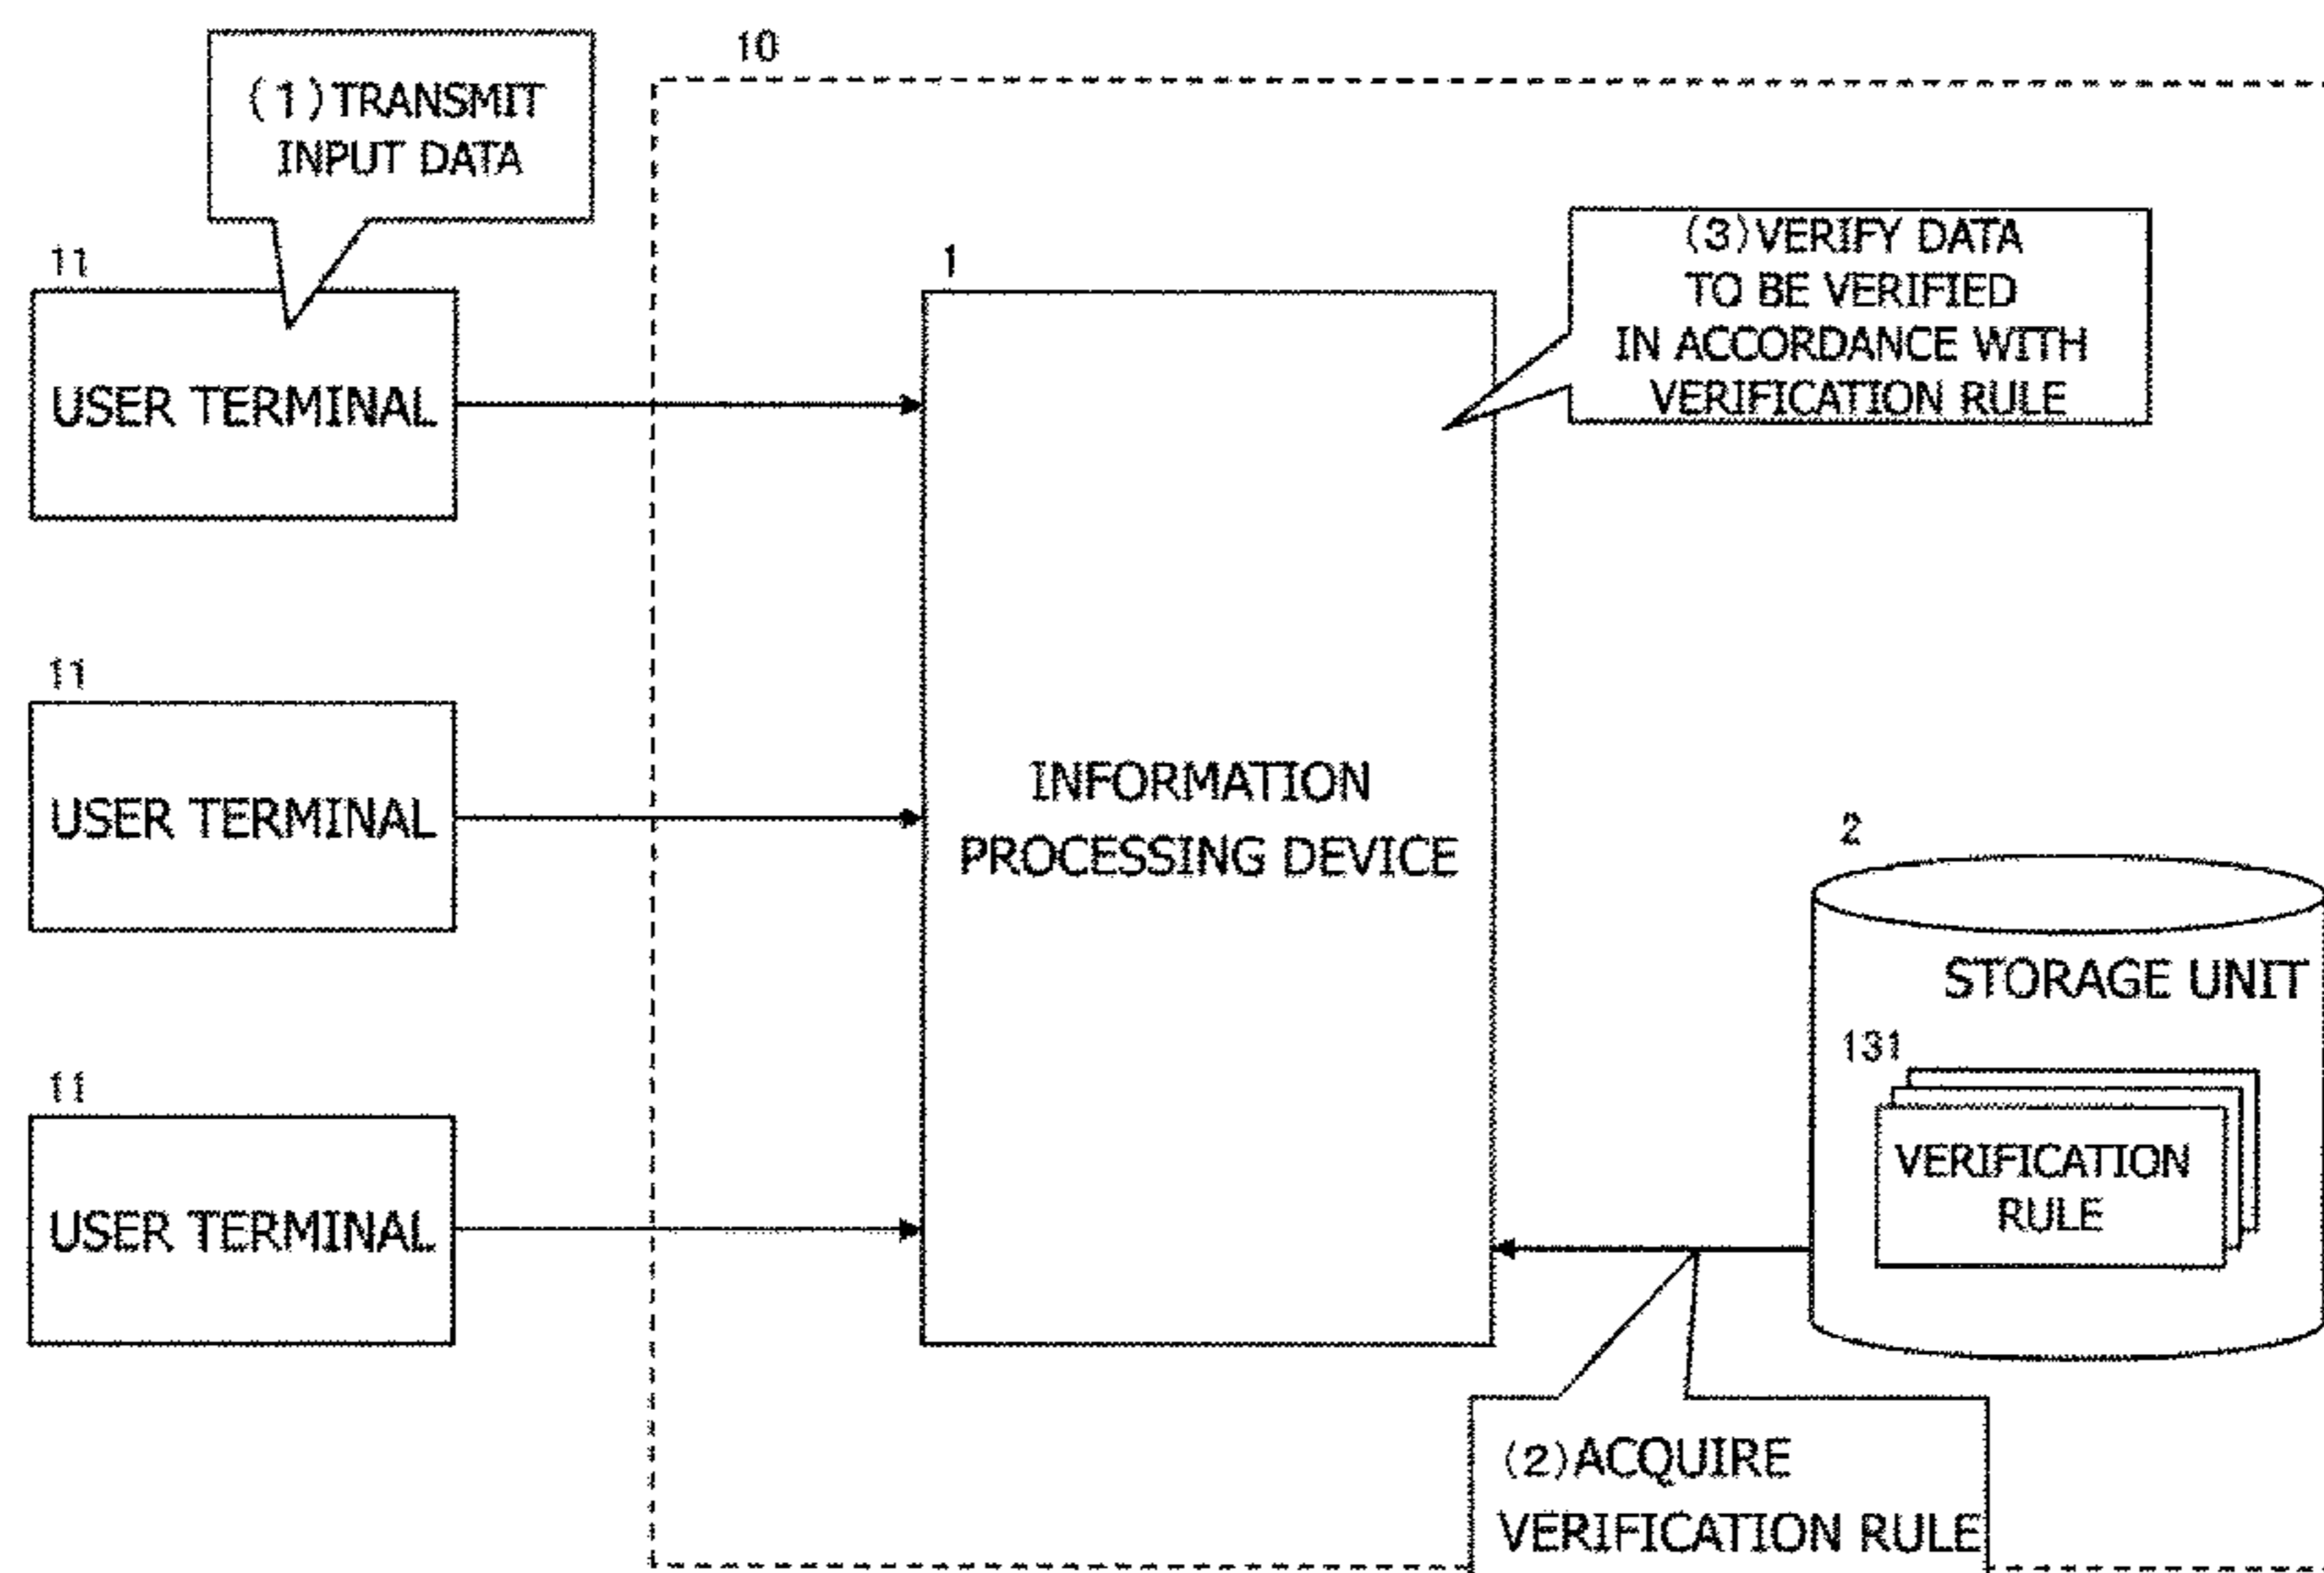 10
(1)TRANSMIT
INPUT DATA
(3)VERIFY DATA
TO BE VERIFIED
IN ACCORDANCE WITH
VERIFICATION RULE
11
1
USER TERMINAL
11
USER TERMINAL
INFORMATION
PROCESSING DEVICE
2
STORAGE UNIT
131
VERIFICATION
RULE
11
USER TERMINAL
(2)ACQUIRE
VERIFICATION RULE